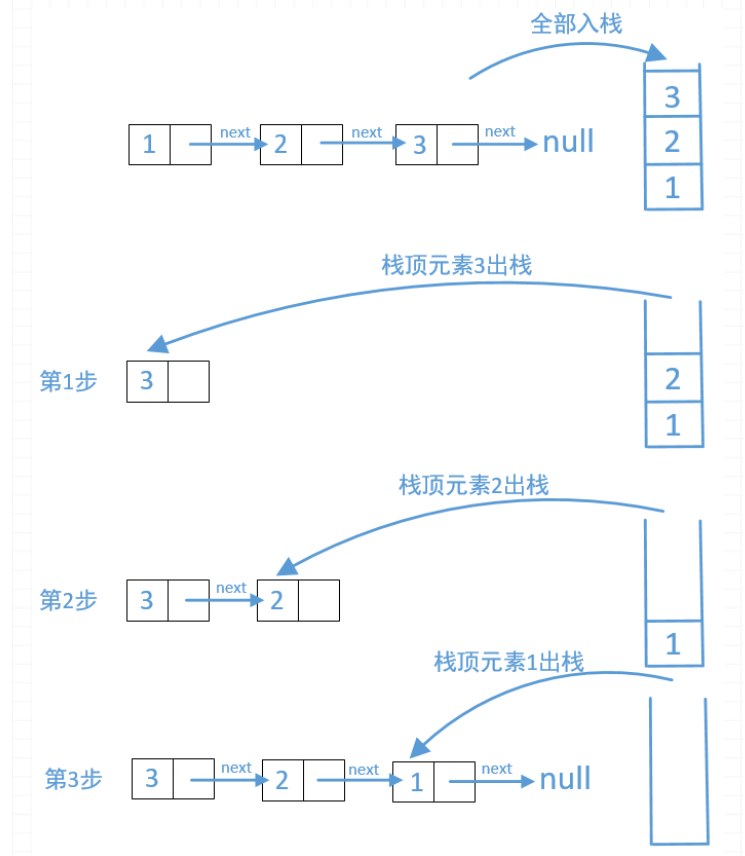 全部入栈
1 next 2 next 3 next null
3
2
1
栈顶元素3出栈
第1步 3
2
1
栈顶元素2出栈
第2步 3 next 2
1
栈顶元素1出栈
第3步 3 next 2 next 1 next null